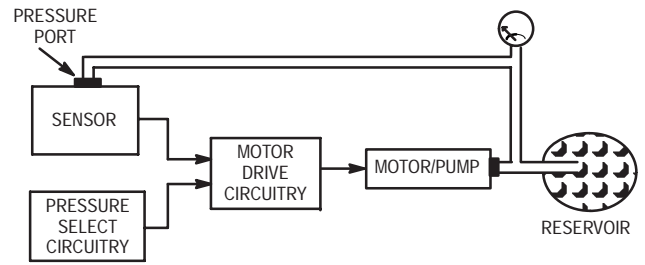 PRESSURE
PORT
SENSOR
MOTOR
DRIVE
CIRCUITRY
MOTOR/PUMP
PRESSURE
SELECT
CIRCUITRY
RESERVOIR